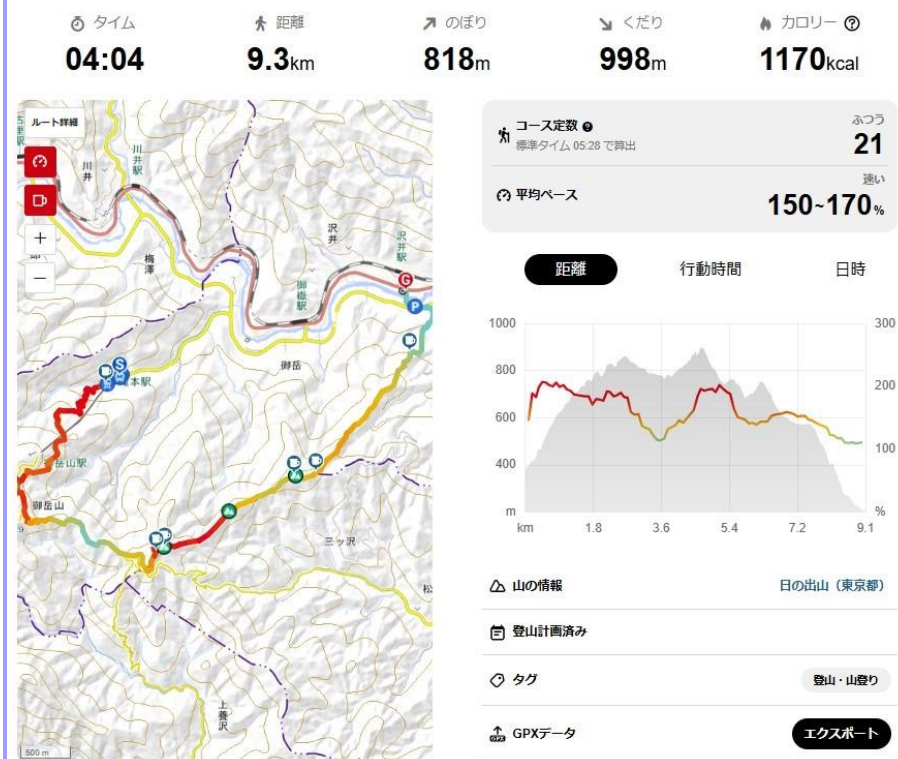 タイム
距離
のぼり
くだり
カロリー
04:04
9.3km
818m
998m
1170kcal
ルート詳細
川井
川井駅
梅澤
沢井
沢井駅
御嶽駅
G
P
御岳
S
御岳山
三ッ沢
上養沢
500 m
+
−
コース定数
標準タイム 05:28 で算出
ふつう
21
平均ペース
速い
150~170%
距離
行動時間
日時
1000
300
800
600
200
400
100
m
%
km
1.8
3.6
5.4
7.2
9.1
山の情報
日の出山（東京都）
登山計画済み
タグ
登山・山登り
GPXデータ
エクスポート